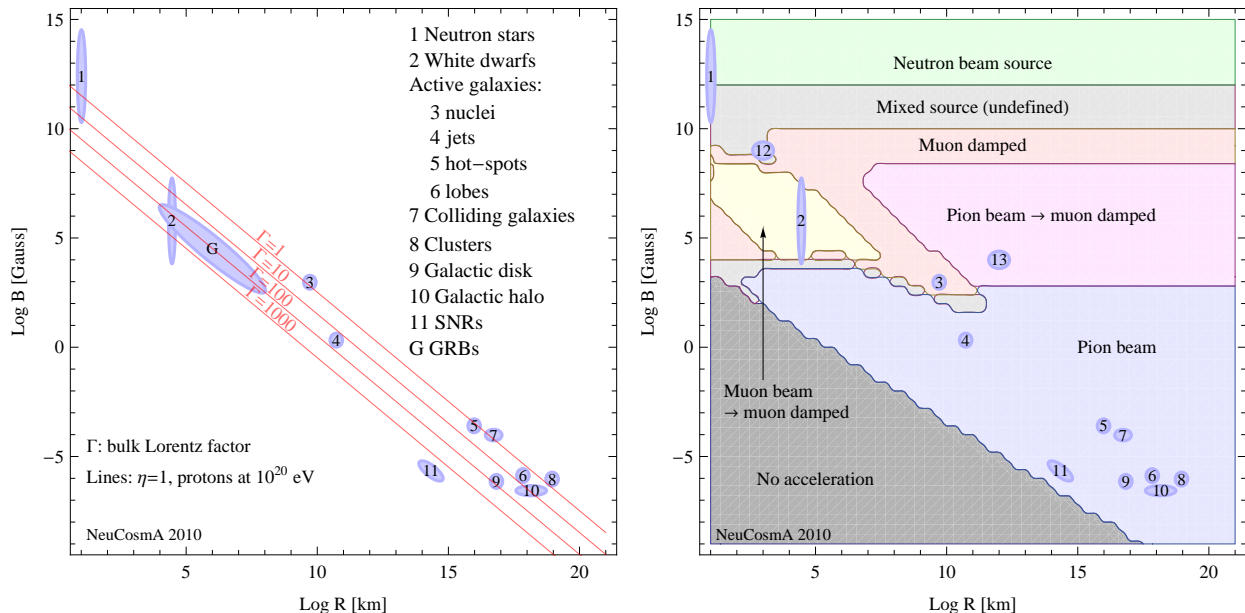 15
10
5
0
−5
Log B [Gauss]
1
2
G
3
4
5
7
6
8
9
10
11
1 Neutron stars
2 White dwarfs
Active galaxies:
3 nuclei
4 jets
5 hot−spots
6 lobes
7 Colliding galaxies
8 Clusters
9 Galactic disk
10 Galactic halo
11 SNRs
G GRBs
Γ=1
Γ=10
Γ=100
Γ=1000
Γ: bulk Lorentz factor
Lines: η=1, protons at 10²⁰ eV
NeuCosmA 2010
5
10
15
20
Log R [km]
15
10
5
0
−5
Log B [Gauss]
Neutron beam source
Mixed source (undefined)
Muon damped
Pion beam → muon damped
Pion beam
Muon beam
→ muon damped
No acceleration
1
12
2
3
13
4
5
7
11
9
6
8
10
NeuCosmA 2010
5
10
15
20
Log R [km]